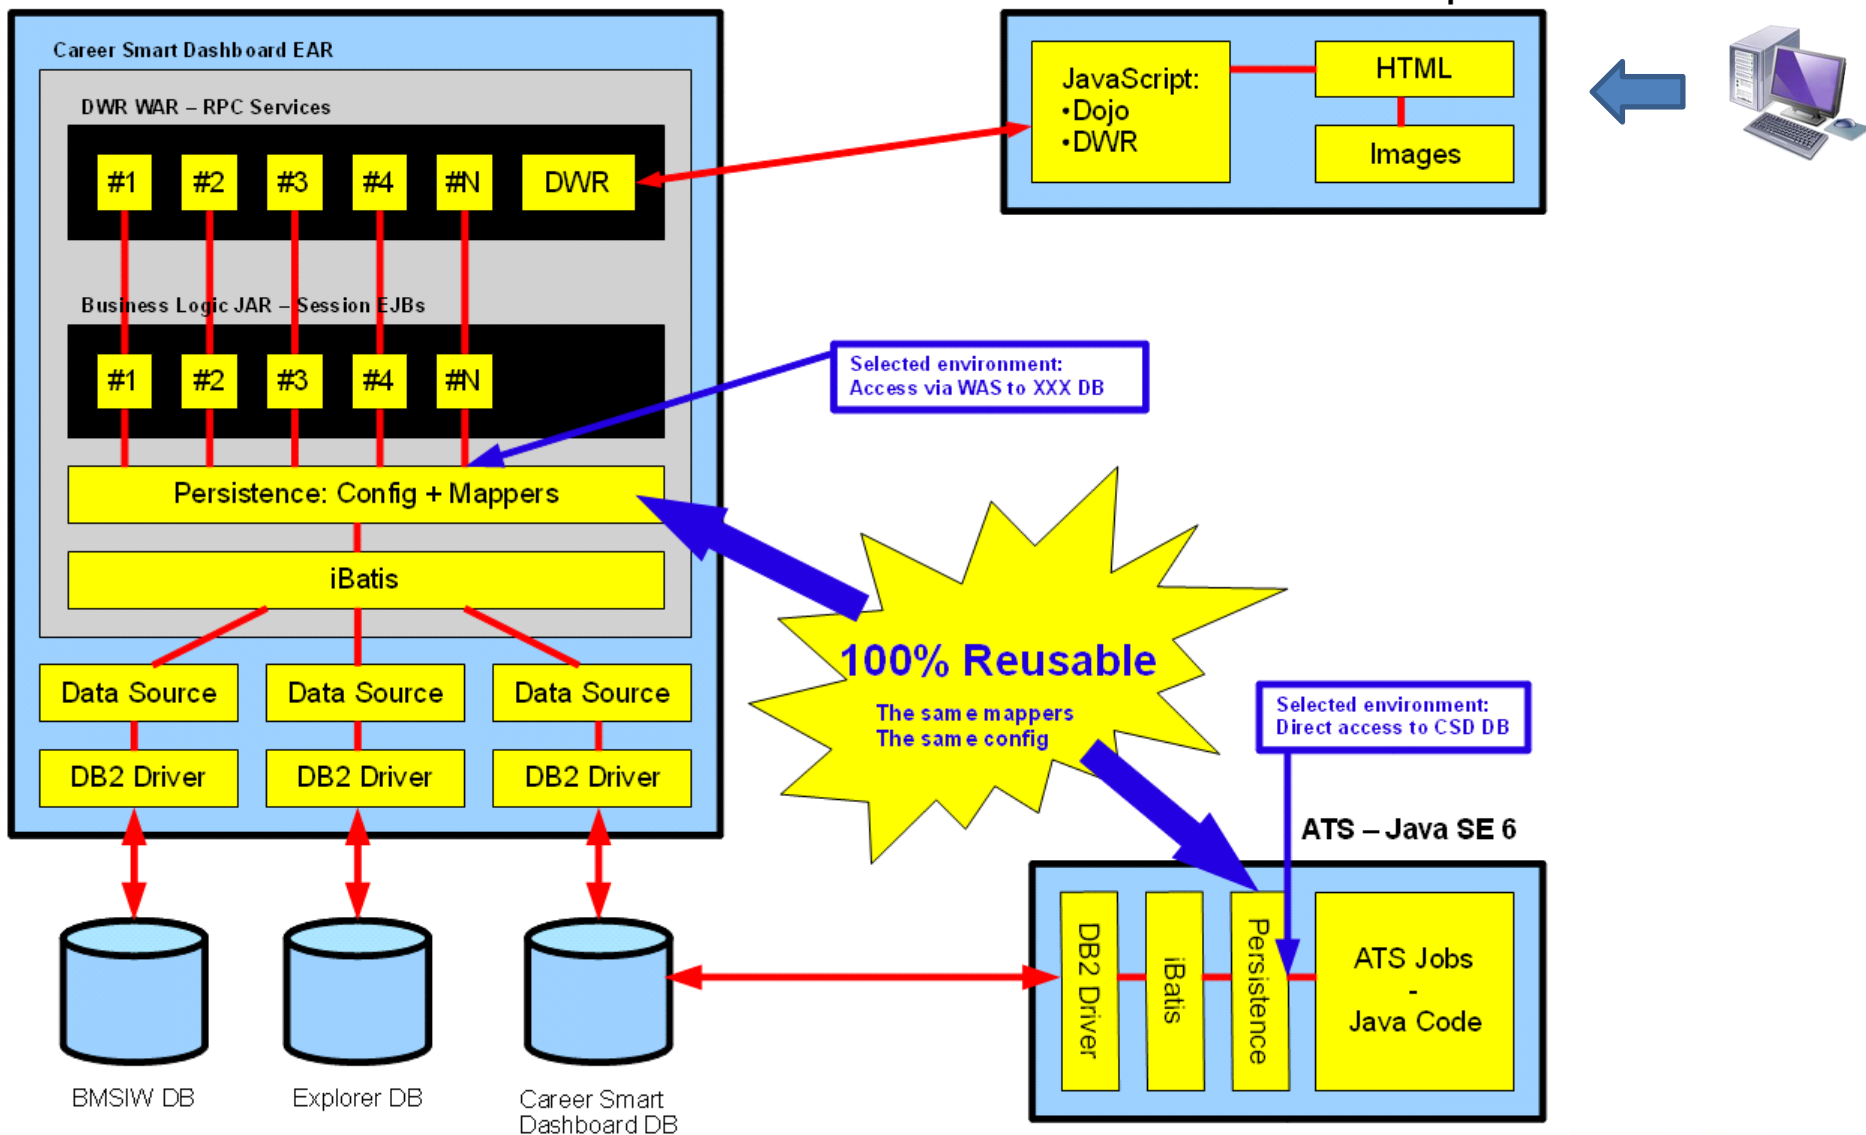 Career Smart Dashboard EAR
DWR WAR – RPC Services
#1
#2
#3
#4
#N
DWR
Business Logic JAR – Session EJBs
#1
#2
#3
#4
#N
Persistence: Config + Mappers
iBatis
Data Source
Data Source
Data Source
DB2 Driver
DB2 Driver
DB2 Driver
BMSIW DB
Explorer DB
Career Smart
Dashboard DB
JavaScript:
•Dojo
•DWR
HTML
Images
Selected environment:
Access via WAS to XXX DB
100% Reusable
The same mappers
The same config
Selected environment:
Direct access to CSD DB
ATS – Java SE 6
DB2 Driver
iBatis
Persistence
ATS Jobs
-
Java Code